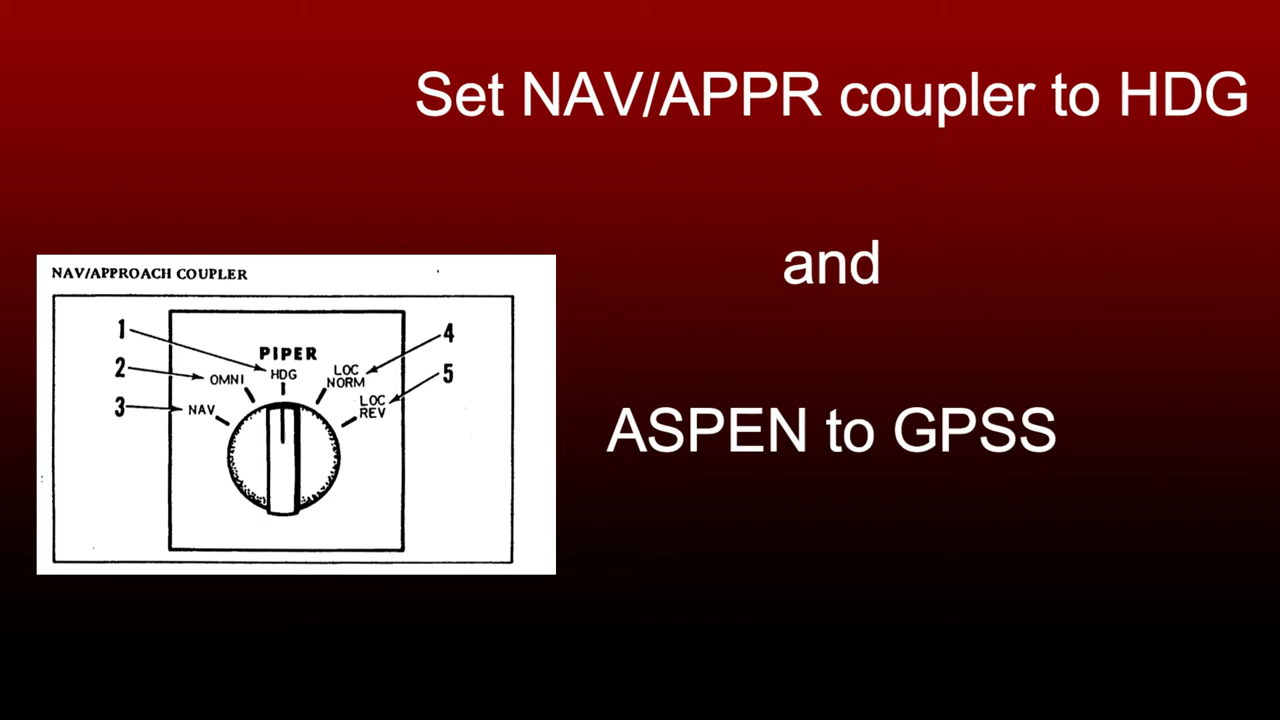 Set NAV/APPR coupler to HDG
and
ASPEN to GPSS
NAV/APPROACH COUPLER
1
2
3
4
5
PIPER
HDG
OMNI
NAV
LOC
NORM
LOC
REV